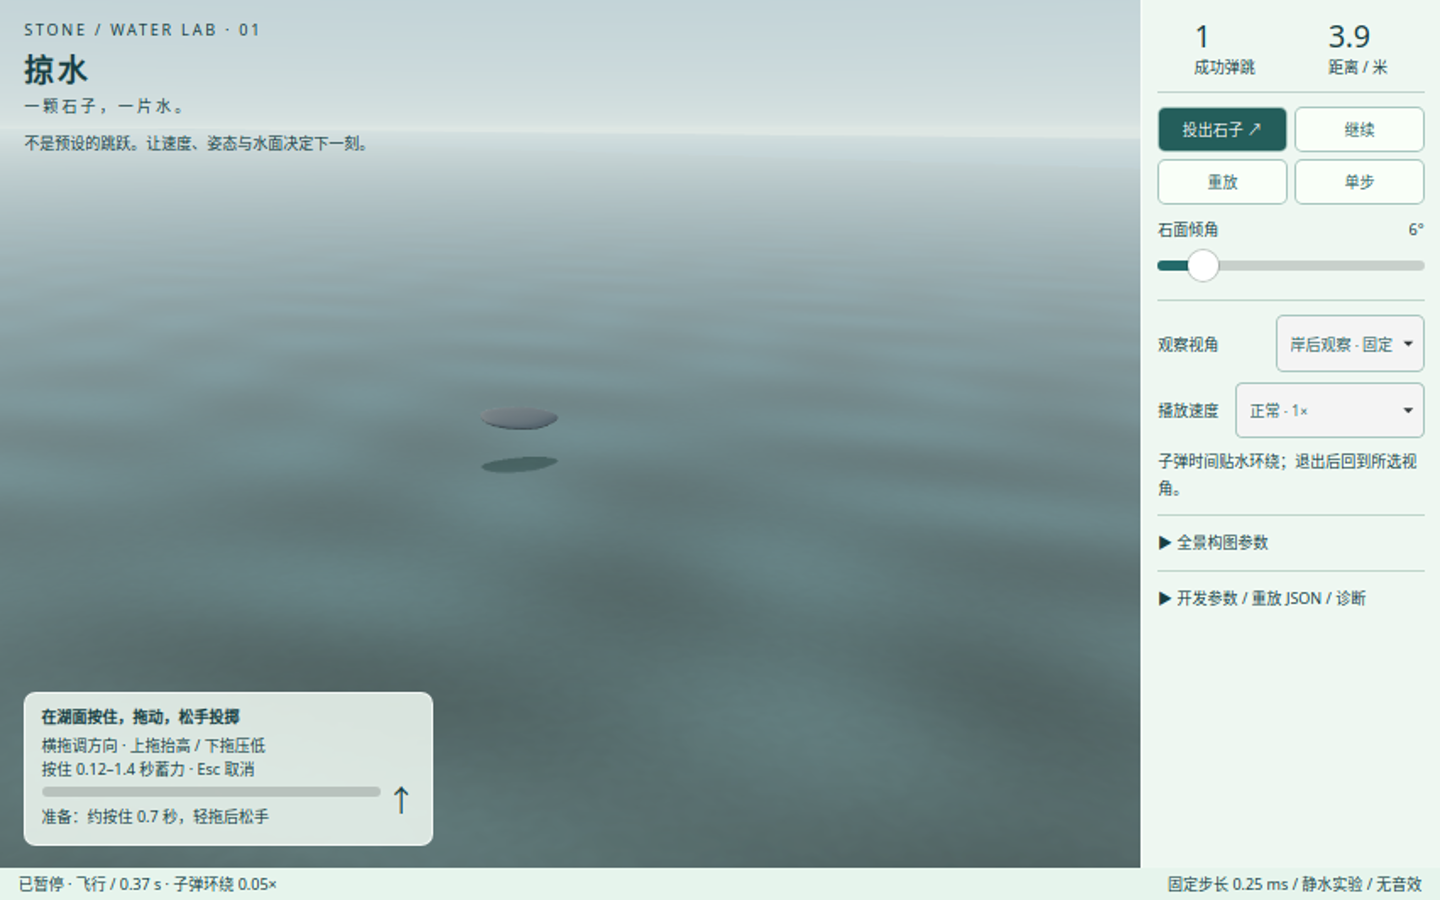 STONE / WATER LAB · 01
掠水
一颗石子，一片水。
不是预设的跳跃。让速度、姿态与水面决定下一刻。
1
成功弹跳
3.9
距离 / 米
投出石子 ↗
继续
重放
单步
石面倾角
6°
观察视角
岸后观察 · 固定
播放速度
正常 · 1×
子弹时间贴水环绕；退出后回到所选视
角。
▶ 全景构图参数
▶ 开发参数 / 重放 JSON / 诊断
在湖面按住，拖动，松手投掷
横拖调方向 · 上拖抬高 / 下拖压低
按住 0.12–1.4 秒蓄力 · Esc 取消
↑
准备：约按住 0.7 秒，轻拖后松手
已暂停 · 飞行 / 0.37 s · 子弹环绕 0.05×
固定步长 0.25 ms / 静水实验 / 无音效